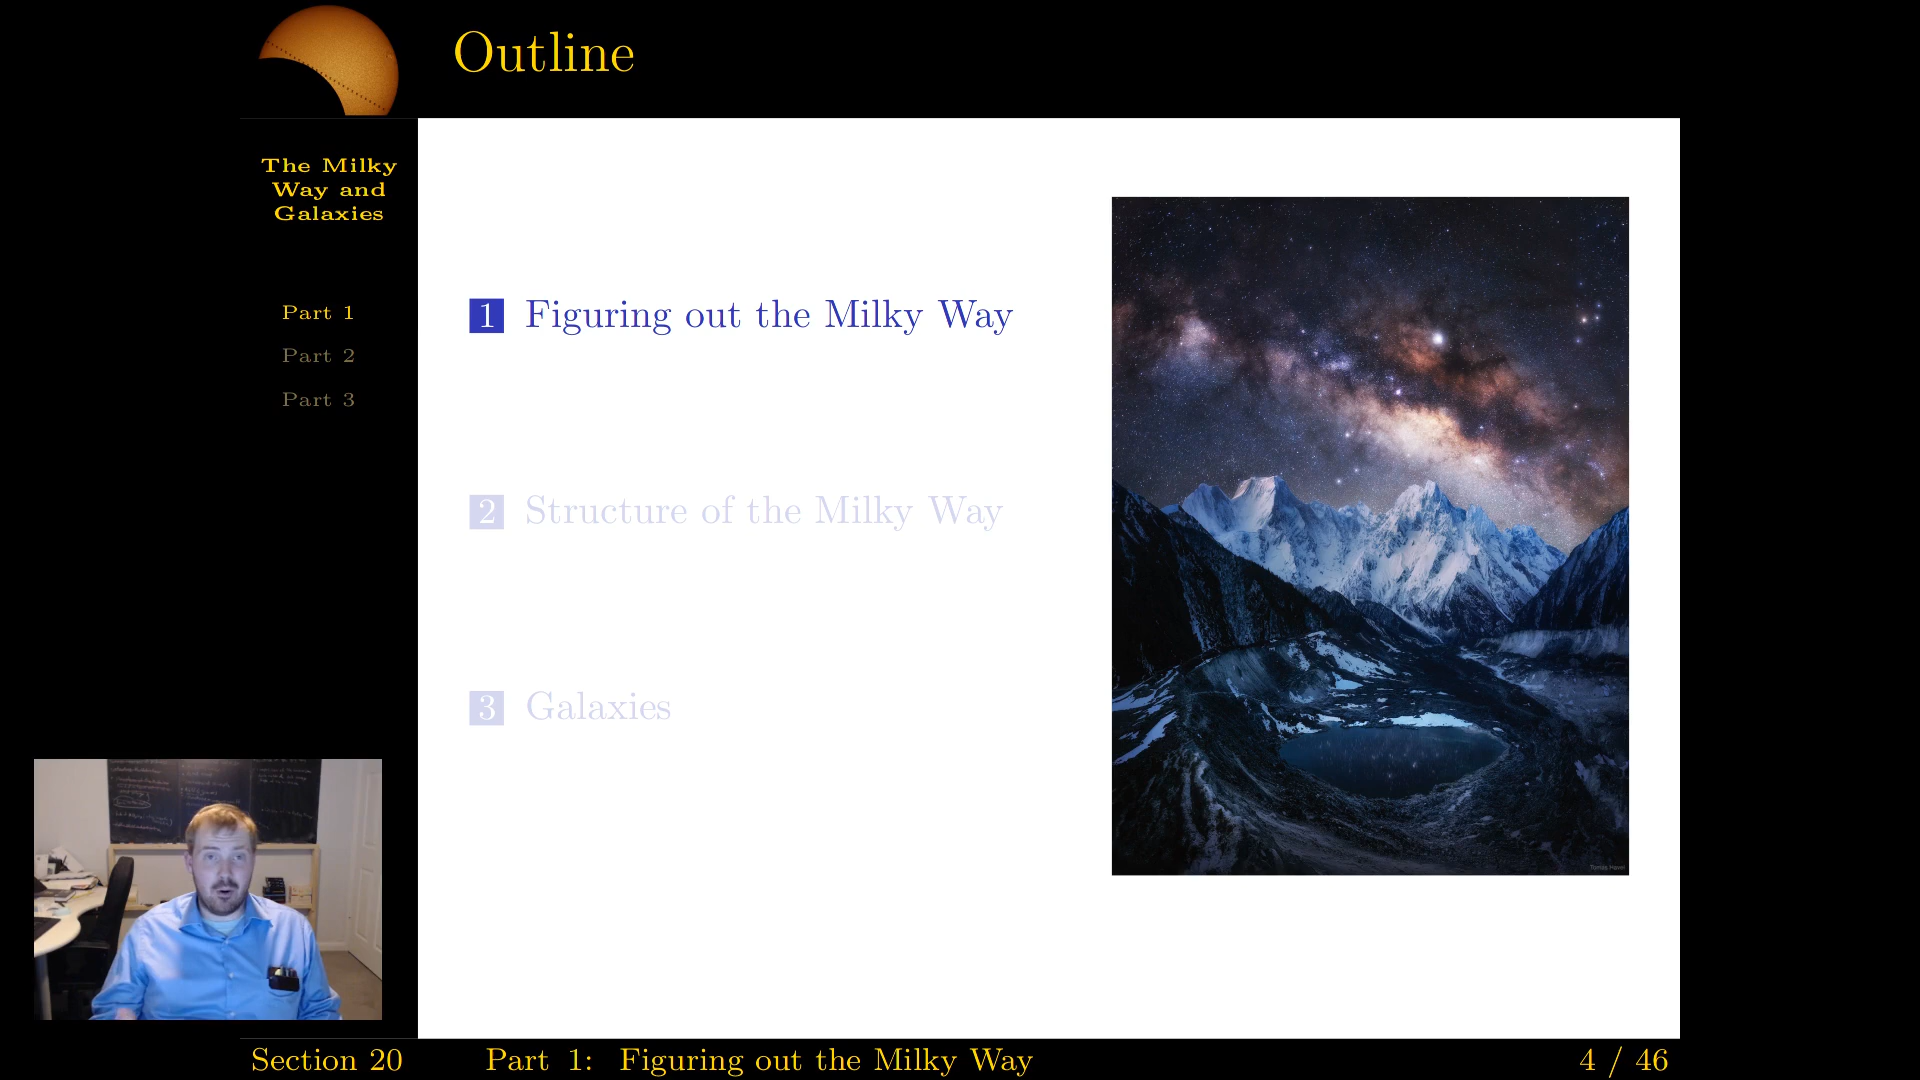 Outline
The Milky
Way and
Galaxies
Part 1
Part 2
Part 3
1 Figuring out the Milky Way
2 Structure of the Milky Way
3 Galaxies
Section 20
Part 1: Figuring out the Milky Way
4 / 46